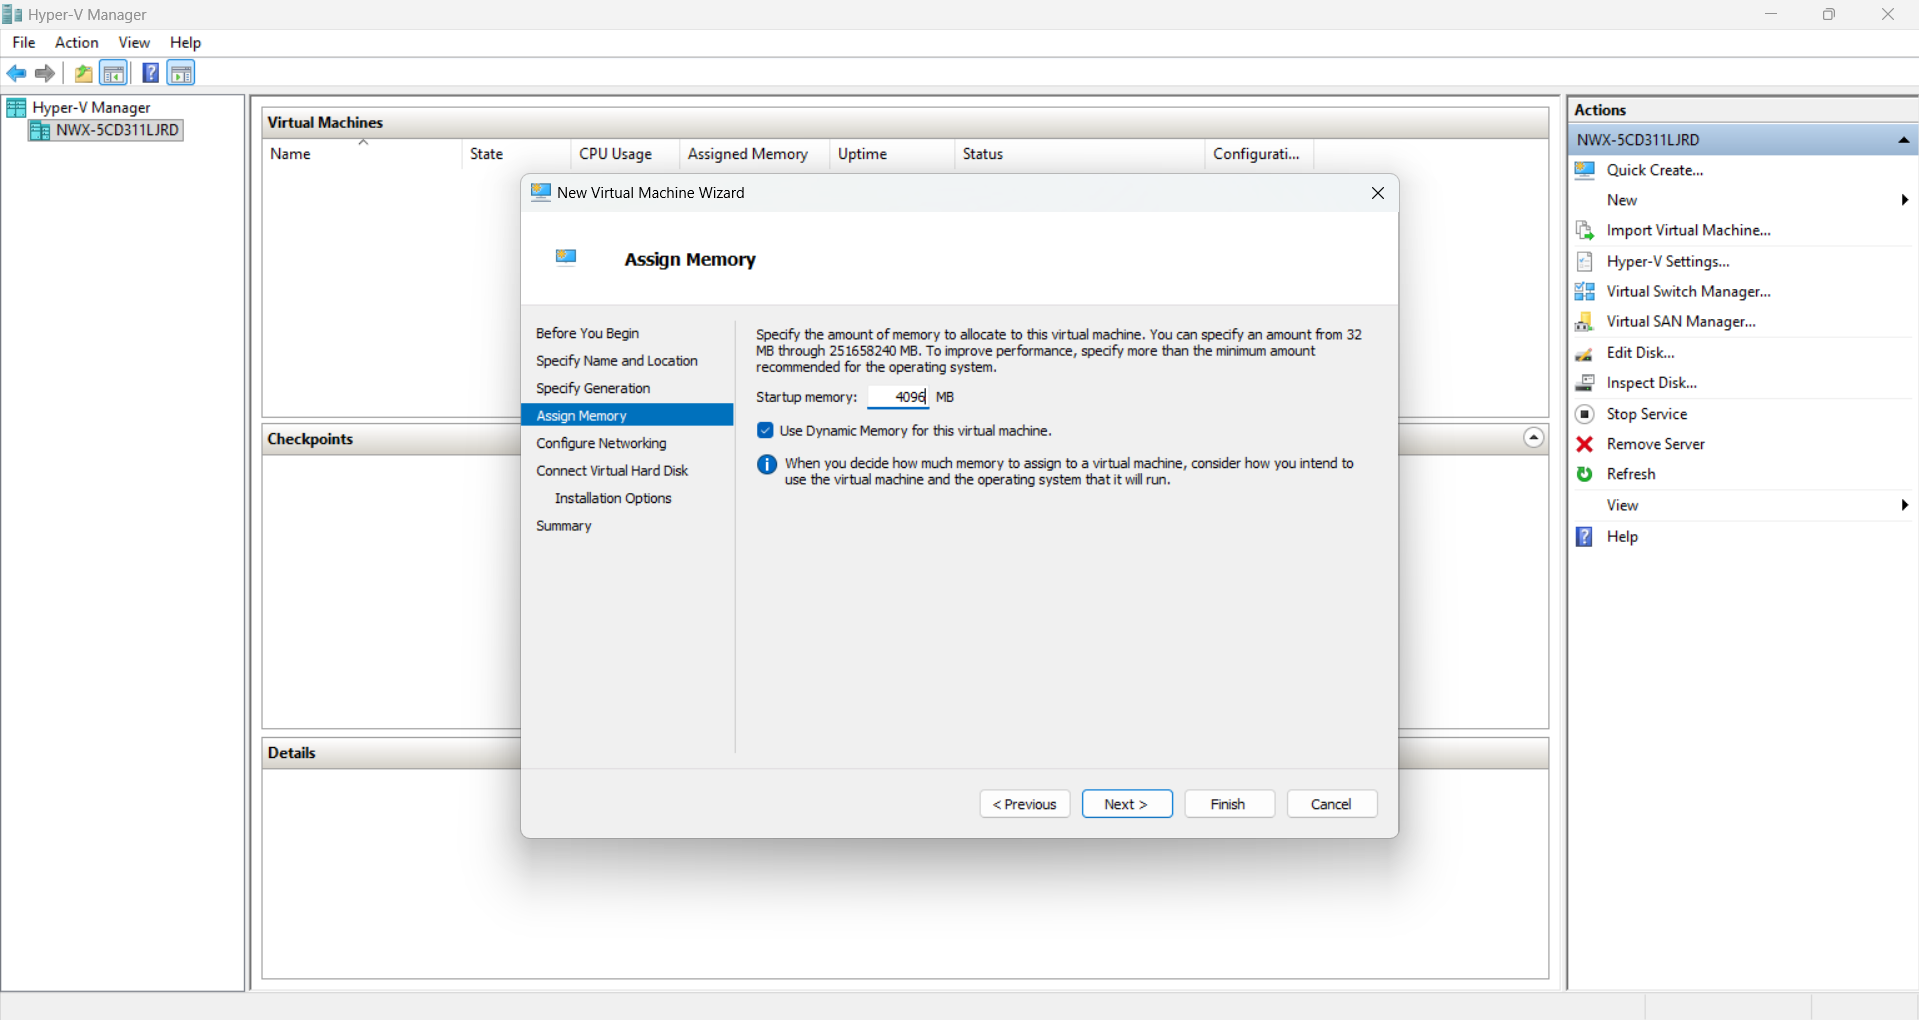 Hyper-V Manager
File Action View Help
Hyper-V Manager
NWX-5CD311LJRD
Virtual Machines
Name State CPU Usage Assigned Memory Uptime Status Configurati...
New Virtual Machine Wizard
Assign Memory
Before You Begin
Specify Name and Location
Specify Generation
Assign Memory
Configure Networking
Connect Virtual Hard Disk
Installation Options
Summary
Specify the amount of memory to allocate to this virtual machine. You can specify an amount from 32
MB through 251658240 MB. To improve performance, specify more than the minimum amount
recommended for the operating system.
Startup memory: 4096 MB
Use Dynamic Memory for this virtual machine.
When you decide how much memory to assign to a virtual machine, consider how you intend to
use the virtual machine and the operating system that it will run.
< Previous Next > Finish Cancel
Checkpoints
Details
Actions
NWX-5CD311LJRD
Quick Create...
New
Import Virtual Machine...
Hyper-V Settings...
Virtual Switch Manager...
Virtual SAN Manager...
Edit Disk...
Inspect Disk...
Stop Service
Remove Server
Refresh
View
Help